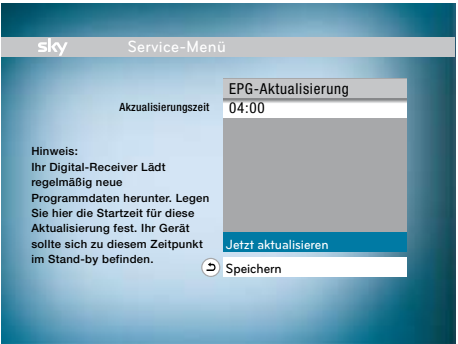 sky Service-Menü
EPG-Aktualisierung
Akzualisierungszeit 04:00
Hinweis:
Ihr Digital-Receiver Lädt
regelmäßig neue
Programmdaten herunter. Legen
Sie hier die Startzeit für diese
Aktualisierung fest. Ihr Gerät
sollte sich zu diesem Zeitpunkt
im Stand-by befinden.
Jetzt aktualisieren
Speichern